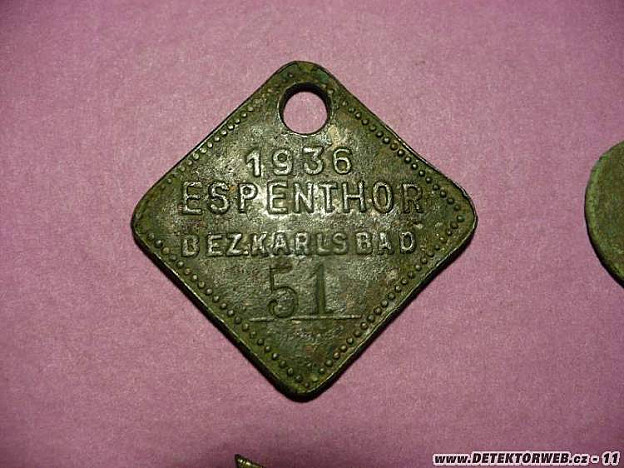 1936
ESPENTHOR
BEZ.KARLSBAD
51
www.DETEKTORWEB.cz - 11